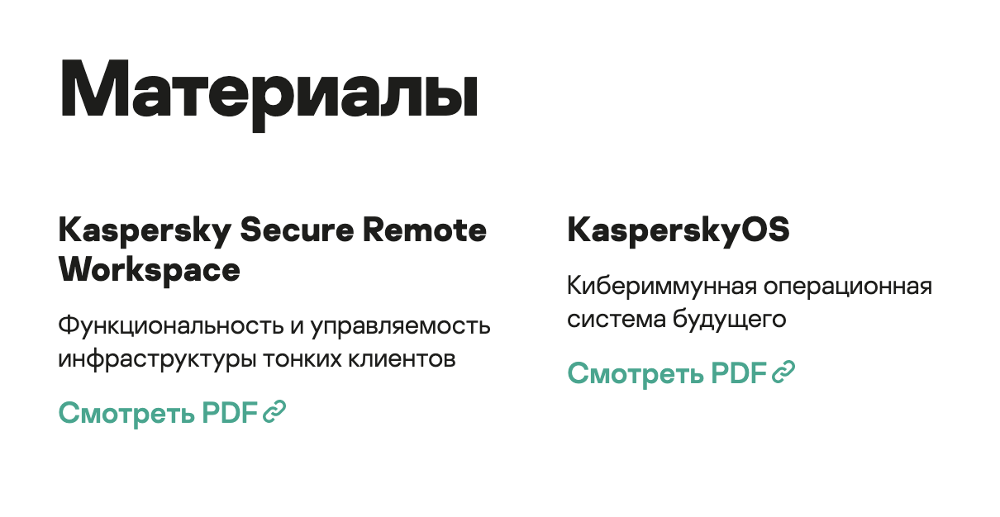 Материалы
Kaspersky Secure Remote
Workspace
Функциональность и управляемость
инфраструктуры тонких клиентов
Смотреть PDF
KasperskyOS
Кибериммунная операционная
система будущего
Смотреть PDF